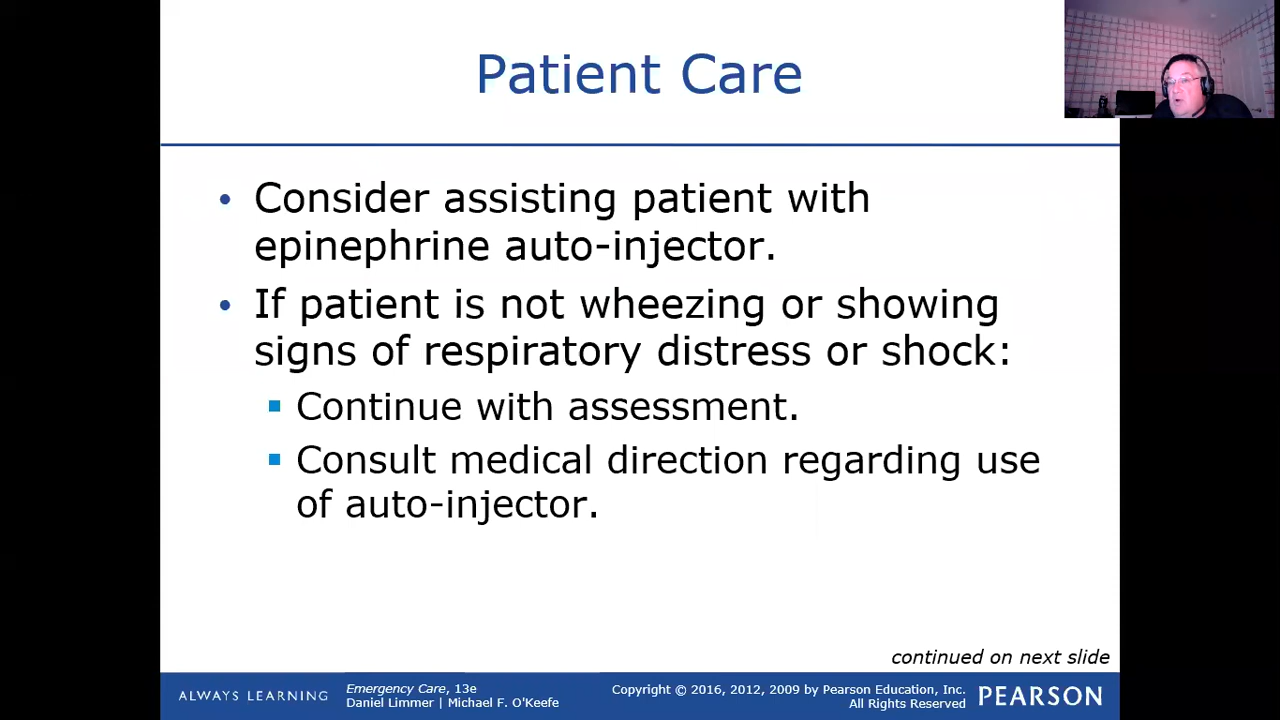 Patient Care
• Consider assisting patient with
epinephrine auto-injector.
• If patient is not wheezing or showing
signs of respiratory distress or shock:
▪ Continue with assessment.
▪ Consult medical direction regarding use
of auto-injector.
continued on next slide
ALWAYS LEARNING
Emergency Care, 13e
Daniel Limmer | Michael F. O'Keefe
Copyright © 2016, 2012, 2009 by Pearson Education, Inc.
All Rights Reserved
PEARSON